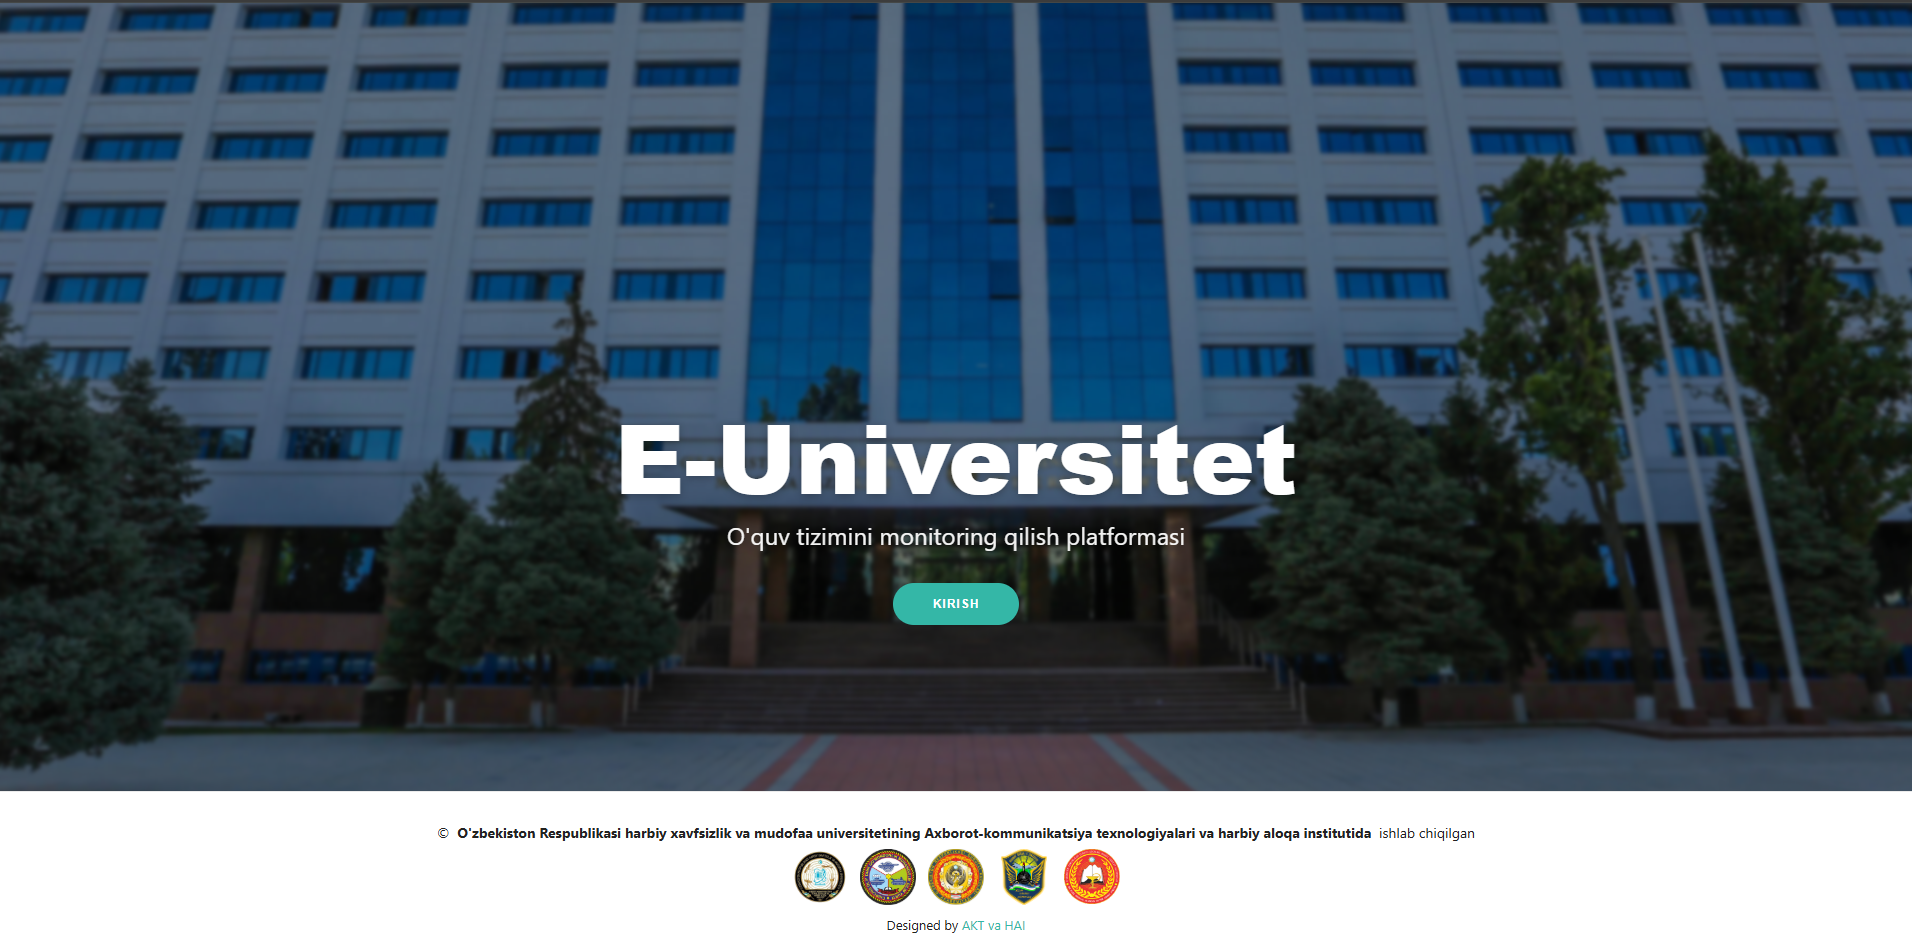 E-Universitet
O'quv tizimini monitoring qilish platformasi
KIRISH
© O'zbekiston Respublikasi harbiy xavfsizlik va mudofaa universitetining Axborot-kommunikatsiya texnologiyalari va harbiy aloqa institutida ishlab chiqilgan
Designed by AKT va HAI